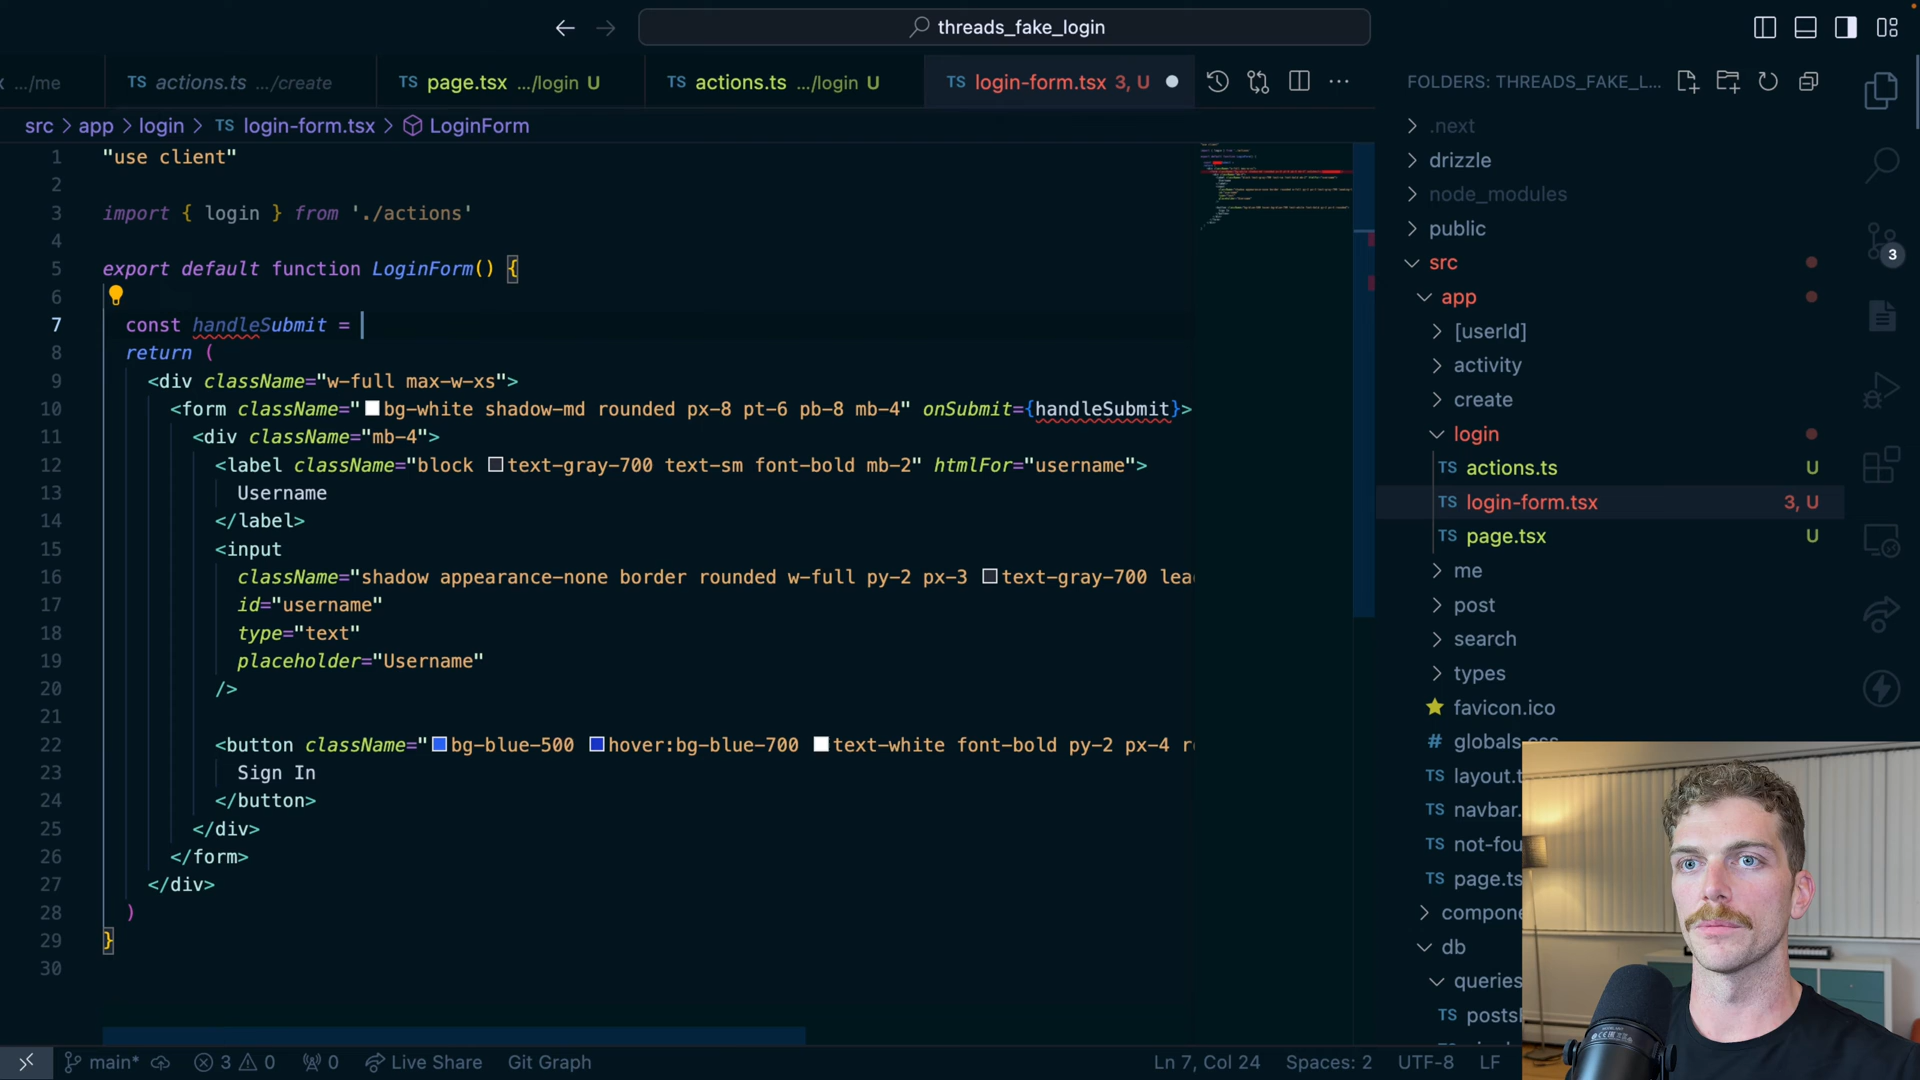 threads_fake_login
.../me
TS actions.ts .../create
TS page.tsx .../login U
TS actions.ts .../login U
TS login-form.tsx 3, U
FOLDERS: THREADS_FAKE_L...
src > app > login > TS login-form.tsx > LoginForm
1 "use client"
2
3 import { login } from './actions'
4
5 export default function LoginForm() {
6
7 const handleSubmit =
8 return (
9 <div className="w-full max-w-xs">
10 <form className="bg-white shadow-md rounded px-8 pt-6 pb-8 mb-4" onSubmit={handleSubmit}>
11 <div className="mb-4">
12 <label className="block text-gray-700 text-sm font-bold mb-2" htmlFor="username">
13 Username
14 </label>
15 <input
16 className="shadow appearance-none border rounded w-full py-2 px-3 text-gray-700 lea
17 id="username"
18 type="text"
19 placeholder="Username"
20 />
21
22 <button className="bg-blue-500 hover:bg-blue-700 text-white font-bold py-2 px-4 r
23 Sign In
24 </button>
25 </div>
26 </form>
27 </div>
28 )
29 }
30
.next
drizzle
node_modules
public
src
app
[userId]
activity
create
login
TS actions.ts U
TS login-form.tsx 3, U
TS page.tsx U
me
post
search
types
favicon.ico
# globals.css
TS layout.t
TS navbar.
TS not-fou
TS page.ts
compone
db
queries
TS posts
3
main* 3 0 0 Live Share Git Graph
Ln 7, Col 24 Spaces: 2 UTF-8 LF